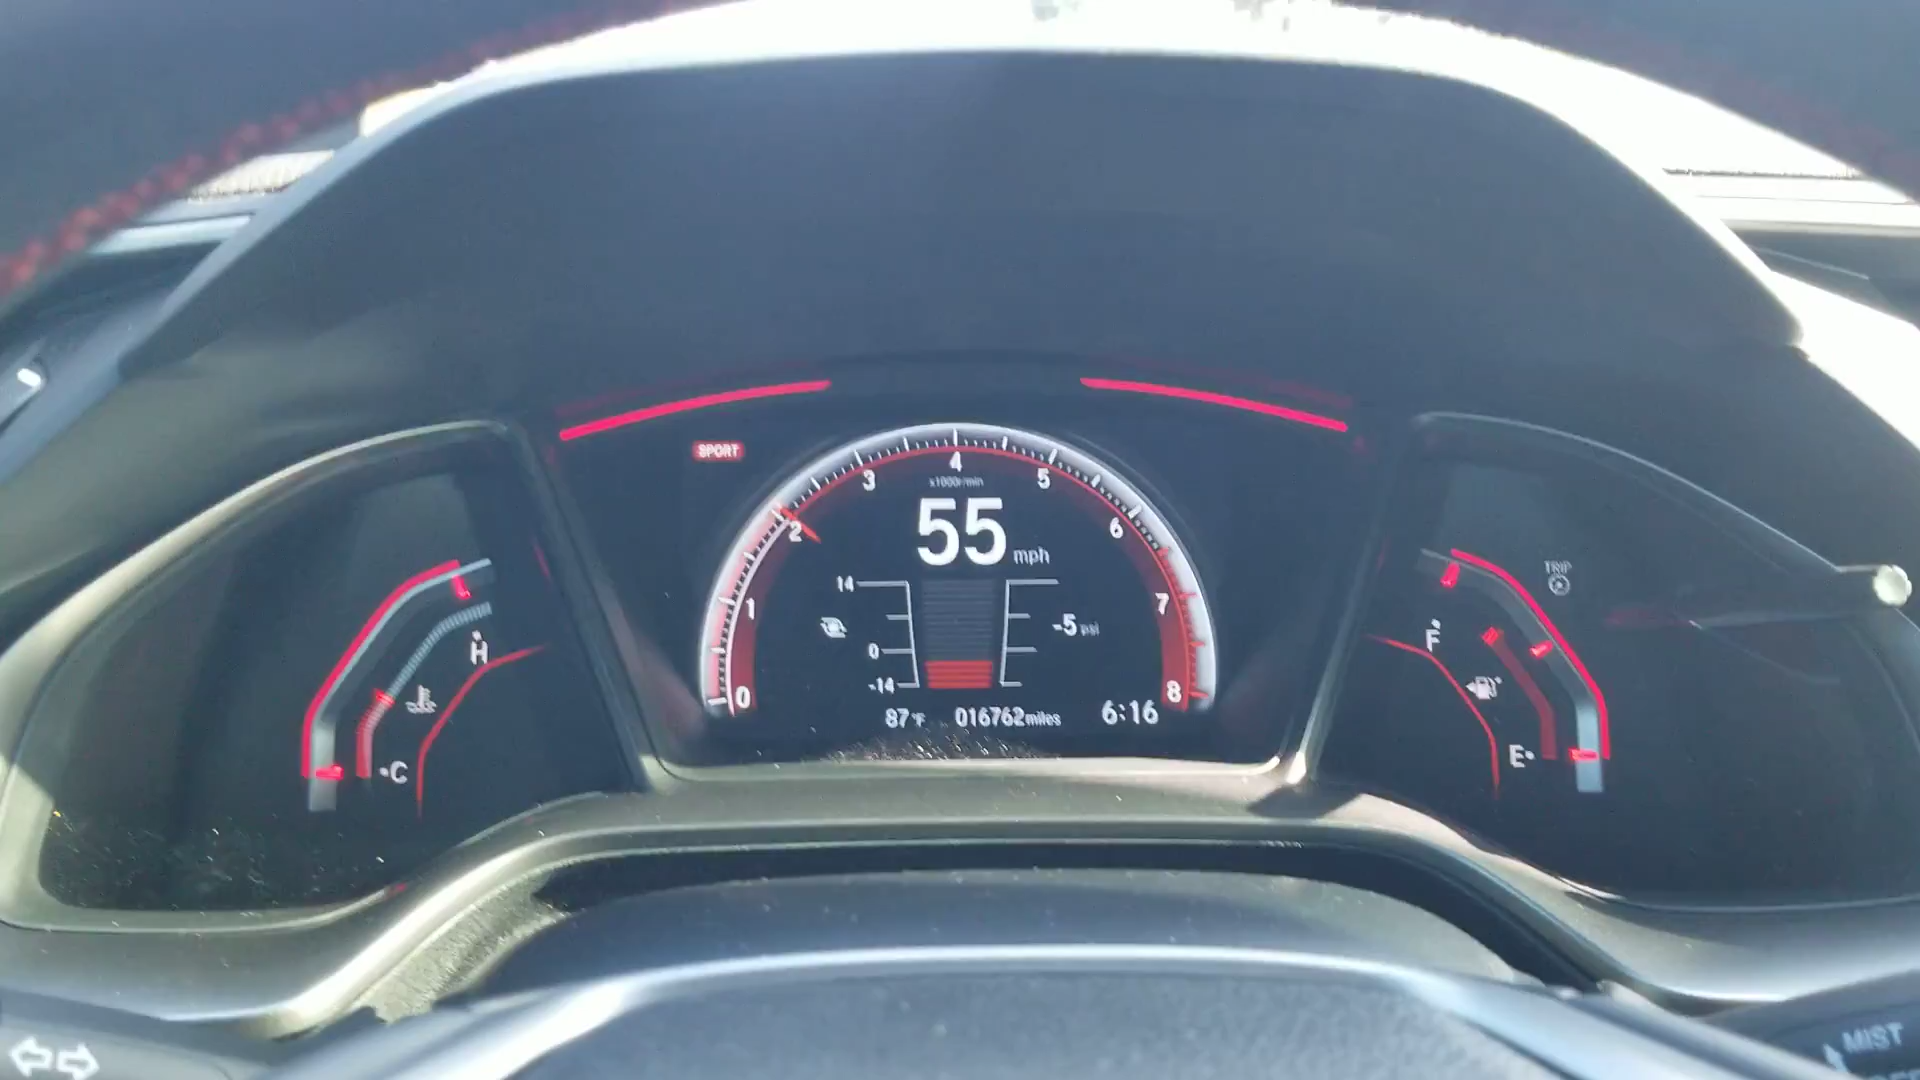 SPORT
0 1 2 3 4 5 6 7 8
x1000r/min
55 mph
14
0
-14
-5 psi
87°F 016762miles 6:16
H
C
TRIP
F
E
MIST